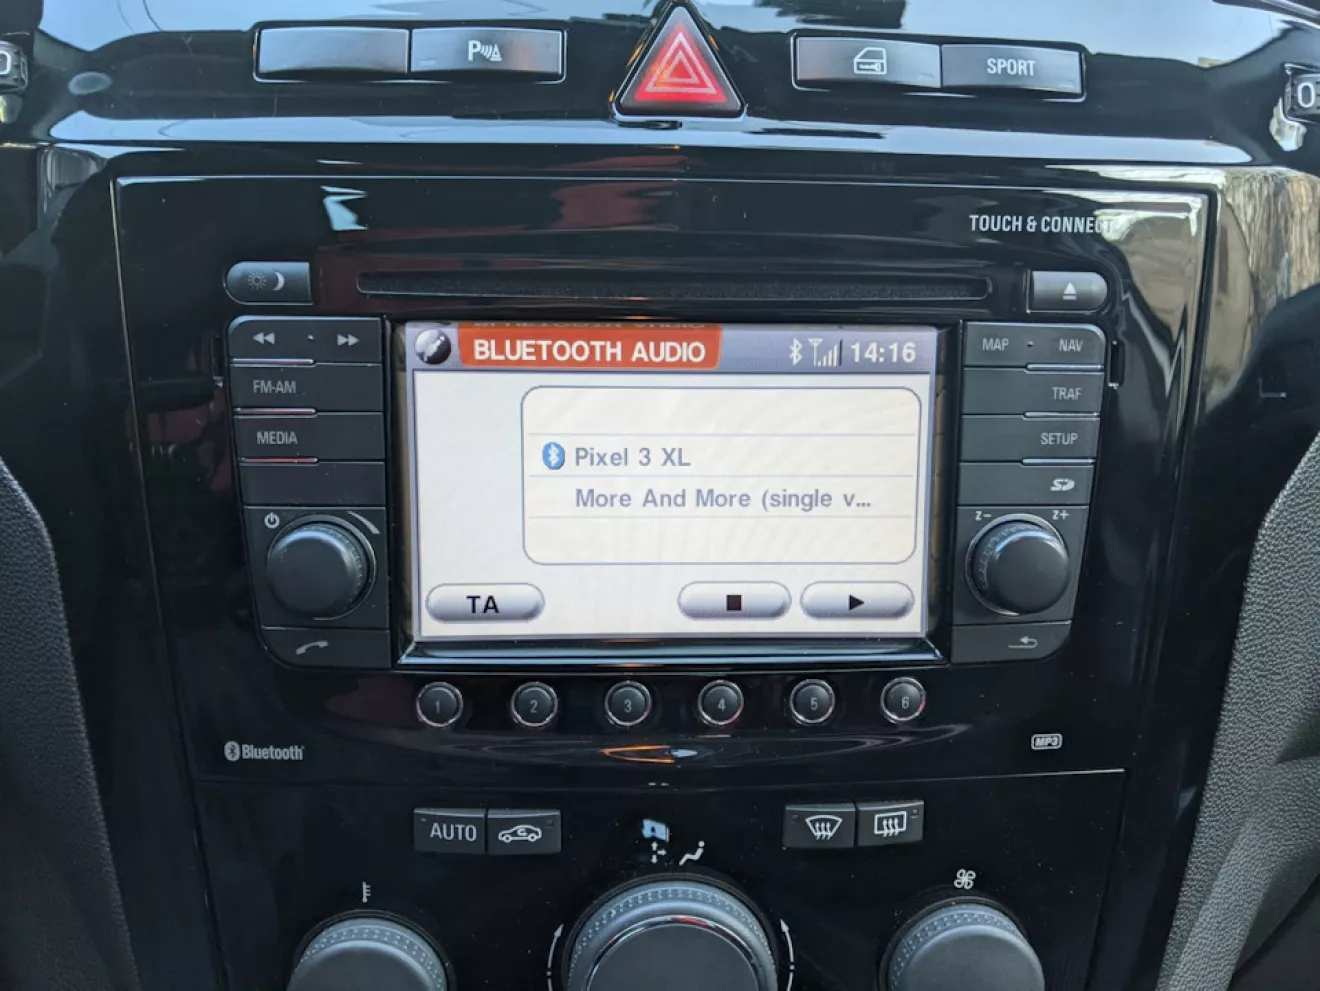 P
SPORT
TOUCH & CONNECT
BLUETOOTH AUDIO
14:16
FM-AM
MEDIA
MAP
NAV
TRAF
SETUP
SD
z-
z+
Pixel 3 XL
More And More (single v...
TA
1
2
3
4
5
6
Bluetooth
MP3
AUTO